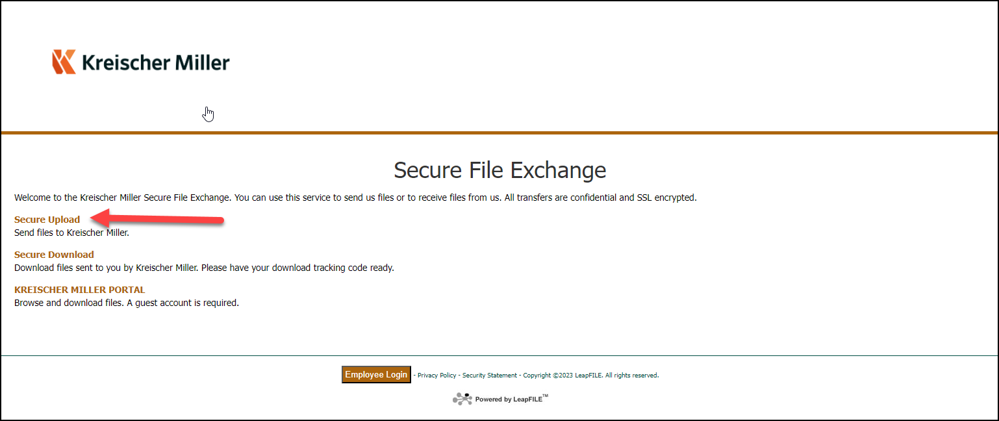 Kreischer Miller
Secure File Exchange
Welcome to the Kreischer Miller Secure File Exchange. You can use this service to send us files or to receive files from us. All transfers are confidential and SSL encrypted.
Secure Upload
Send files to Kreischer Miller.
Secure Download
Download files sent to you by Kreischer Miller. Please have your download tracking code ready.
KREISCHER MILLER PORTAL
Browse and download files. A guest account is required.
Employee Login - Privacy Policy - Security Statement - Copyright ©2023 LeapFILE. All rights reserved.
Powered by LeapFILE™